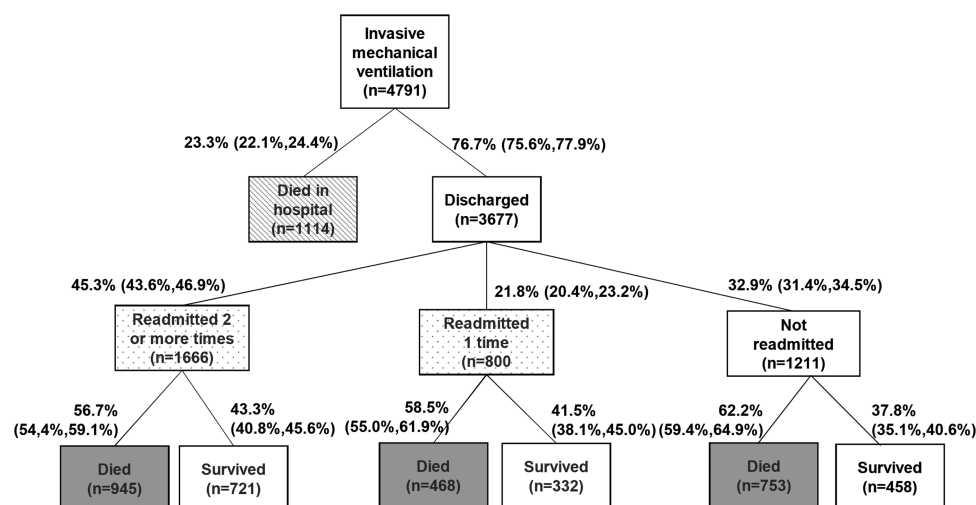 Invasive
mechanical
ventilation
(n=4791)
23.3% (22.1%,24.4%)
76.7% (75.6%,77.9%)
Died in
hospital
(n=1114)
Discharged
(n=3677)
45.3% (43.6%,46.9%)
21.8% (20.4%,23.2%)
32.9% (31.4%,34.5%)
Readmitted 2
or more times
(n=1666)
Readmitted
1 time
(n=800
Not
readmitted
(n=1211)
56.7%
(54,4%,59.1%)
43.3%
(40.8%,45.6%)
58.5%
(55.0%,61.9%)
41.5%
(38.1%,45.0%)
62.2%
(59.4%,64.9%)
37.8%
(35.1%,40.6%)
Died
(n=945)
Survived
(n=721)
Died
(n=468)
Survived
(n=332)
Died
(n=753)
Survived
(n=458)